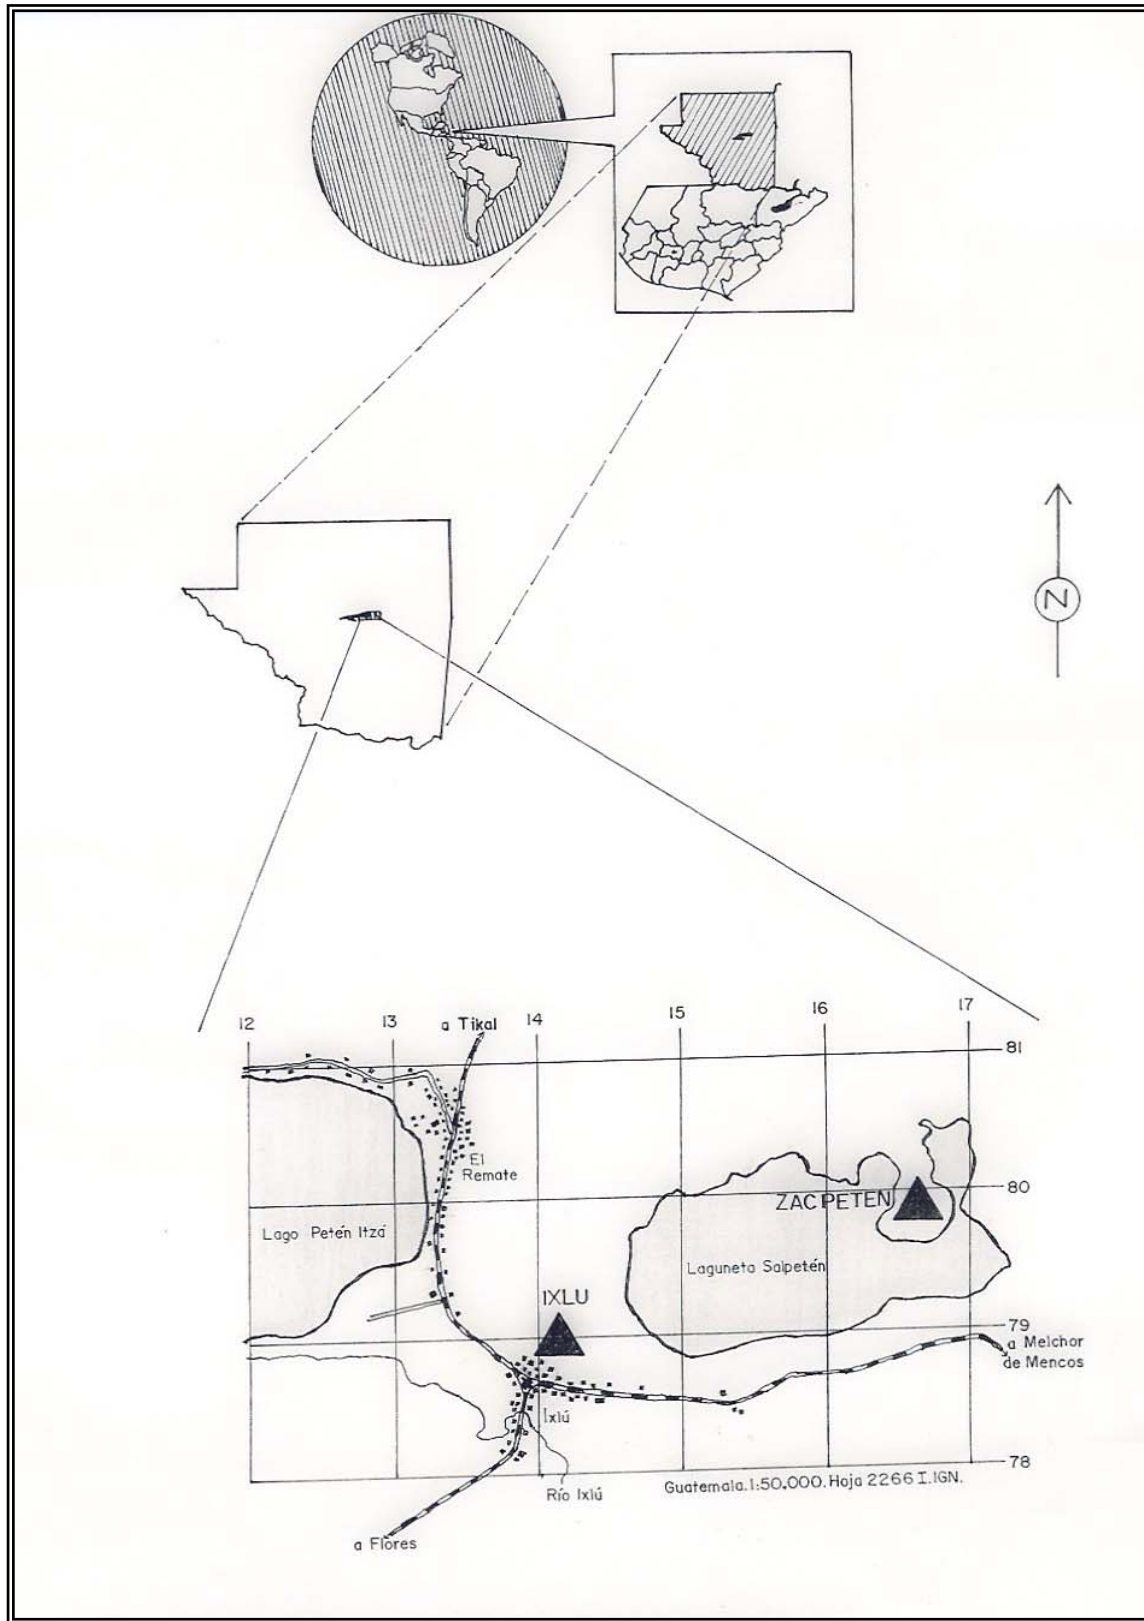 N
12 13 14 15 16 17
a Tikal
81
El
Remate
80
ZACPETEN
Lago Petén Itzá
Laguneta Salpetén
IXLU
79
a Melchor
de Mencos
Ixlú
78
Guatemala.1:50,000.Hoja 2266 I.IGN.
Río Ixlú
a Flores